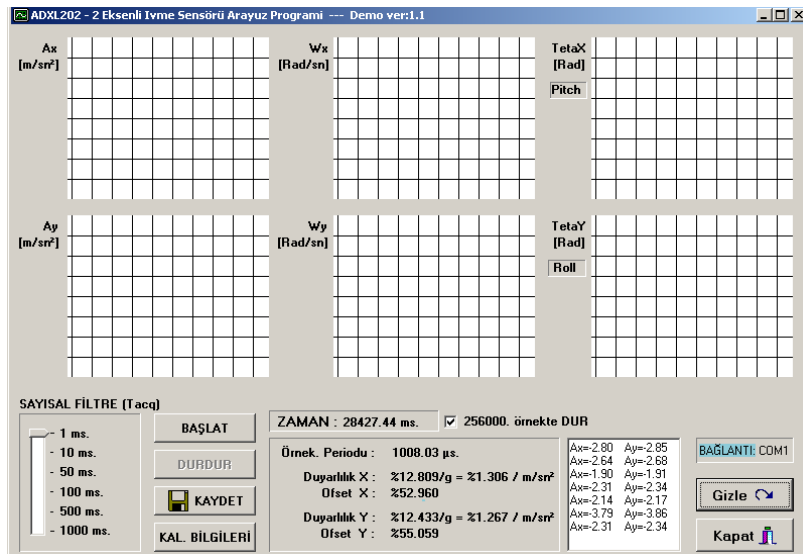 ADXL202 - 2 Eksenli Ivme Sensörü Arayuz Programi --- Demo ver:1.1
Ax
[m/sn²]
Wx
[Rad/sn]
TetaX
[Rad]
Pitch
Ay
[m/sn²]
Wy
[Rad/sn]
TetaY
[Rad]
Roll
SAYISAL FİLTRE (Tacq)
- 1 ms.
- 10 ms.
- 50 ms.
- 100 ms.
- 500 ms.
- 1000 ms.
BAŞLAT
DURDUR
KAYDET
KAL. BİLGİLERİ
ZAMAN : 28427.44 ms.
256000. örnekte DUR
Örnek. Periodu : 1008.03 µs.
Duyarlılık X : %12.809/g = %1.306 / m/sn²
Ofset X : %52.960
Duyarlılık Y : %12.433/g = %1.267 / m/sn²
Ofset Y : %55.059
Ax=-2.80 Ay=-2.85
Ax=-2.64 Ay=-2.68
Ax=-1.90 Ay=-1.91
Ax=-2.31 Ay=-2.34
Ax=-2.14 Ay=-2.17
Ax=-3.79 Ay=-3.86
Ax=-2.31 Ay=-2.34
BAĞLANTI: COM1
Gizle
Kapat